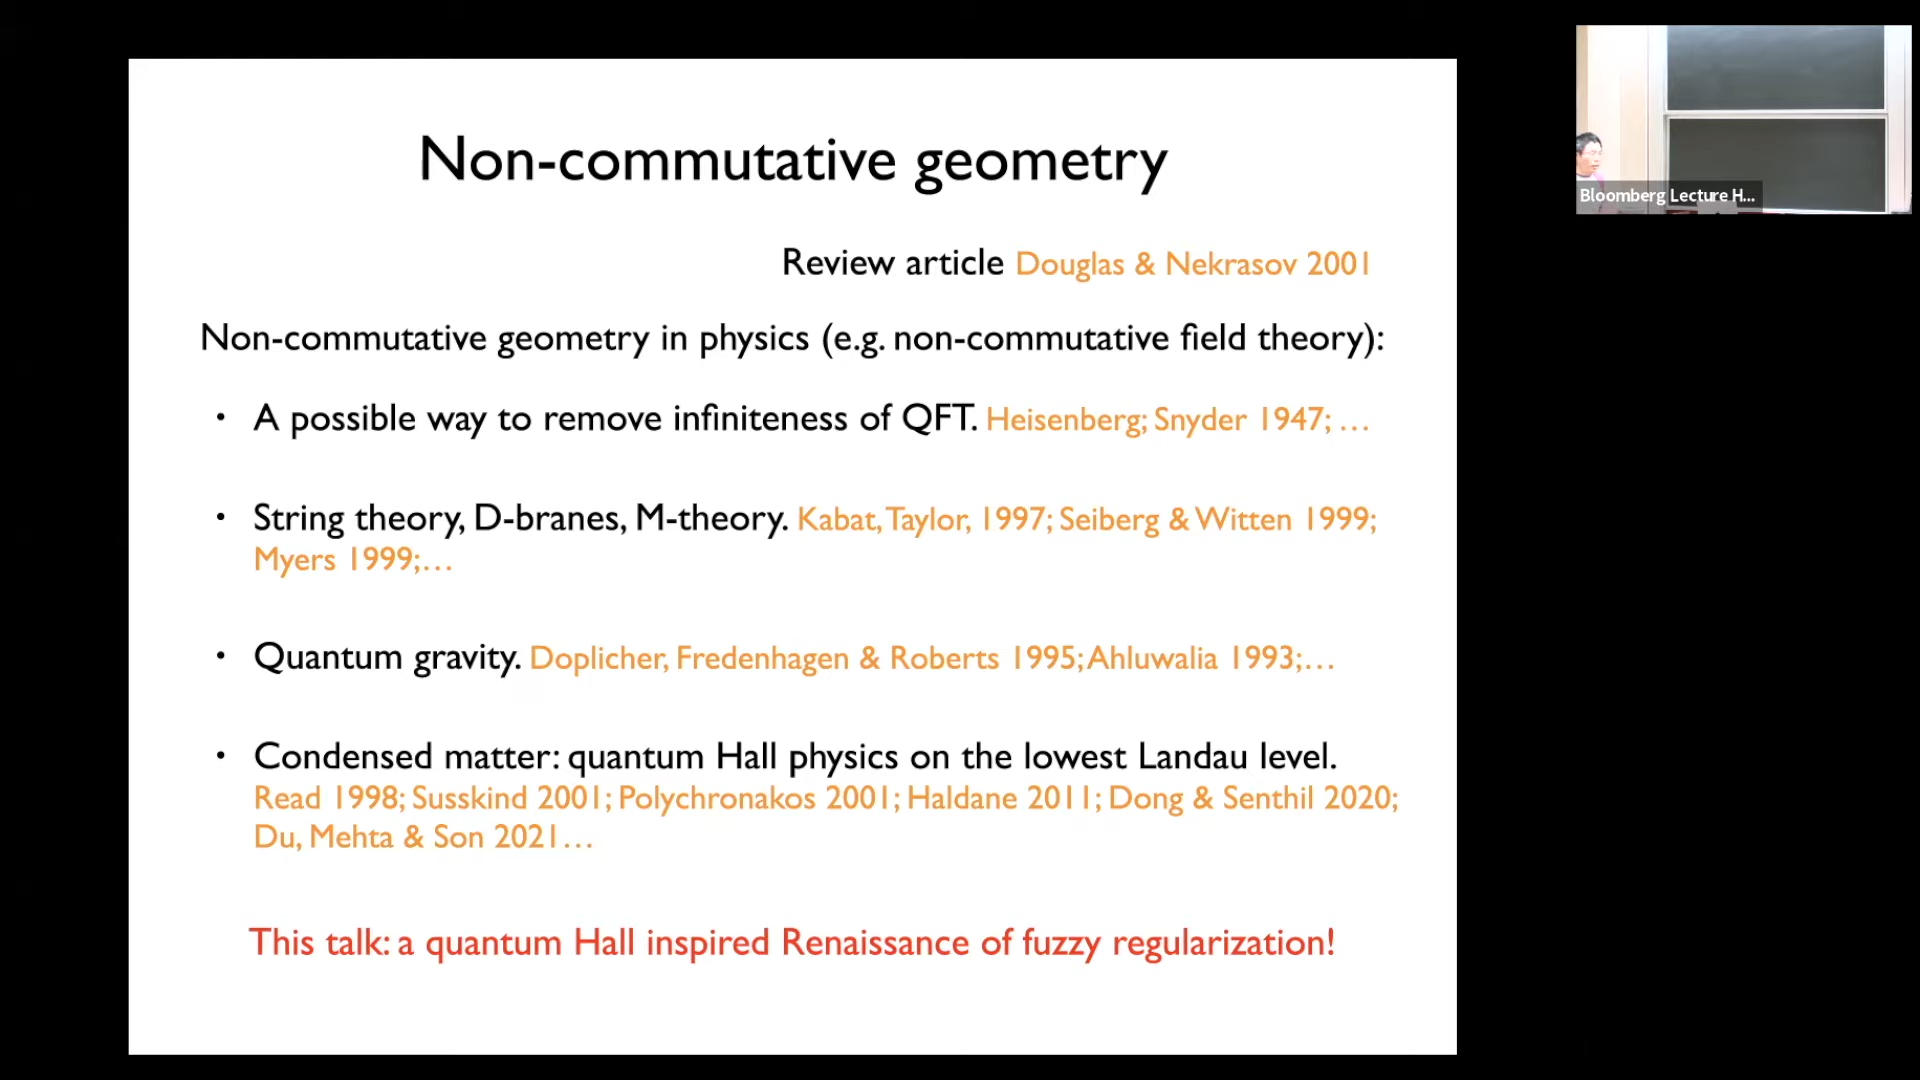 Non-commutative geometry
Review article Douglas & Nekrasov 2001
Non-commutative geometry in physics (e.g. non-commutative field theory):
• A possible way to remove infiniteness of QFT. Heisenberg; Snyder 1947; …
• String theory, D-branes, M-theory. Kabat, Taylor, 1997; Seiberg & Witten 1999;
Myers 1999;…
• Quantum gravity. Doplicher, Fredenhagen & Roberts 1995; Ahluwalia 1993;…
• Condensed matter: quantum Hall physics on the lowest Landau level.
Read 1998; Susskind 2001; Polychronakos 2001; Haldane 2011; Dong & Senthil 2020;
Du, Mehta & Son 2021…
This talk: a quantum Hall inspired Renaissance of fuzzy regularization!
Bloomberg Lecture H...